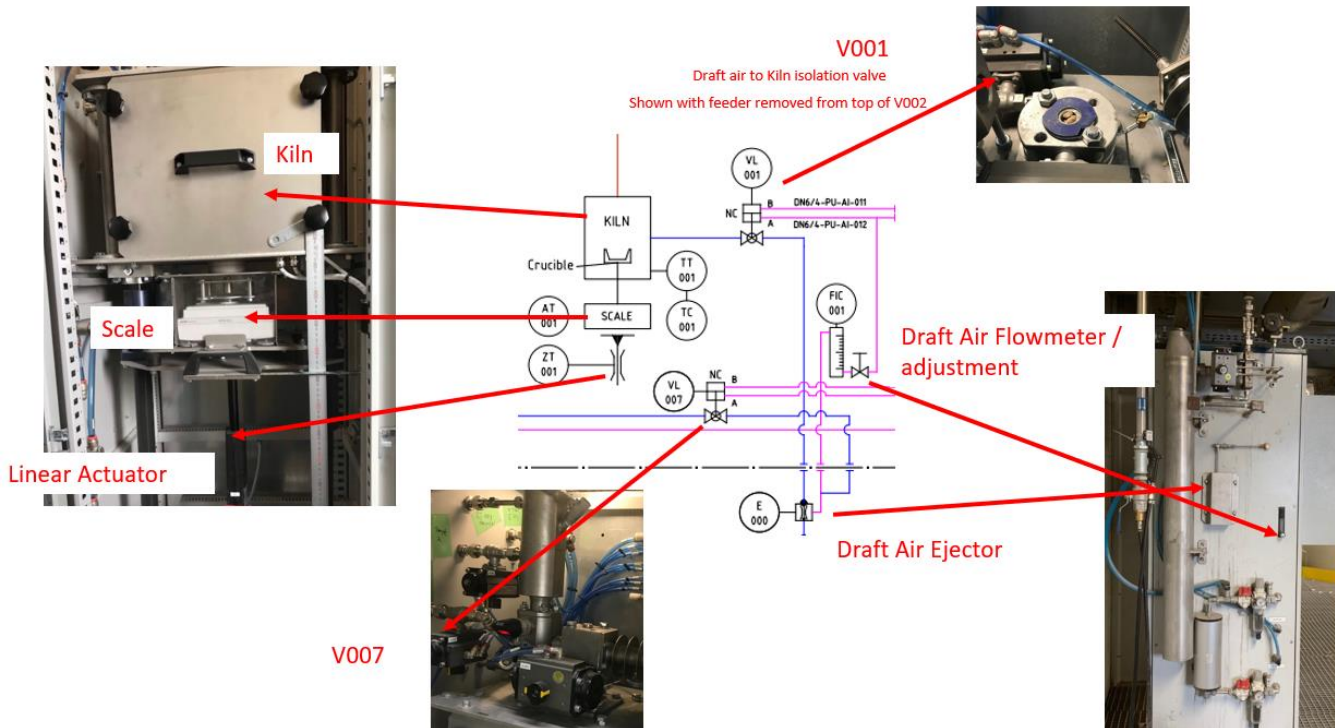 V001
Draft air to Kiln isolation valve
Shown with feeder removed from top of V002
Kiln
Scale
Linear Actuator
VL
001
B
DN6/4-PU-AI-011
NC
A
DN6/4-PU-AI-012
KILN
Crucible
TT
001
AT
001
SCALE
TC
001
FIC
001
ZT
001
Draft Air Flowmeter /
adjustment
NC
B
VL
007
A
E
000
Draft Air Ejector
V007